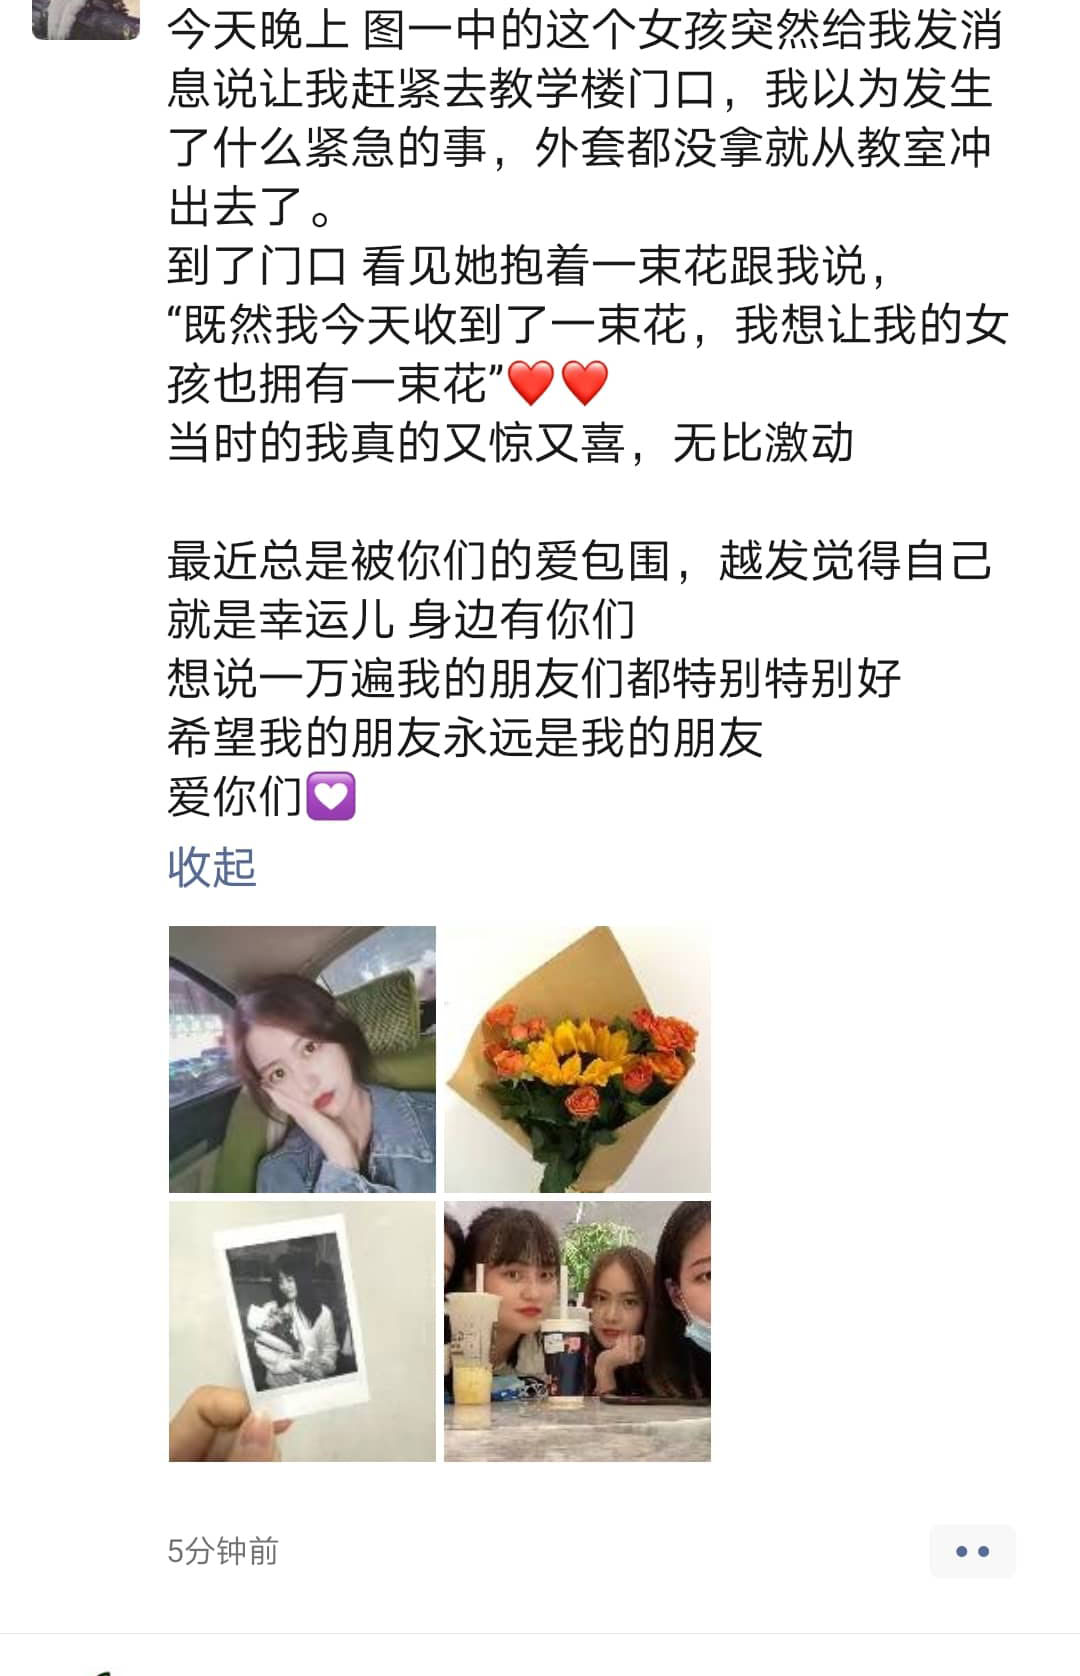 今天晚上 图一中的这个女孩突然给我发消
息说让我赶紧去教学楼门口，我以为发生
了什么紧急的事，外套都没拿就从教室冲
出去了。
到了门口 看见她抱着一束花跟我说，
“既然我今天收到了一束花，我想让我的女
孩也拥有一束花”❤️❤️
当时的我真的又惊又喜，无比激动
最近总是被你们的爱包围，越发觉得自己
就是幸运儿 身边有你们
想说一万遍我的朋友们都特别特别好
希望我的朋友永远是我的朋友
爱你们💟
收起
5分钟前